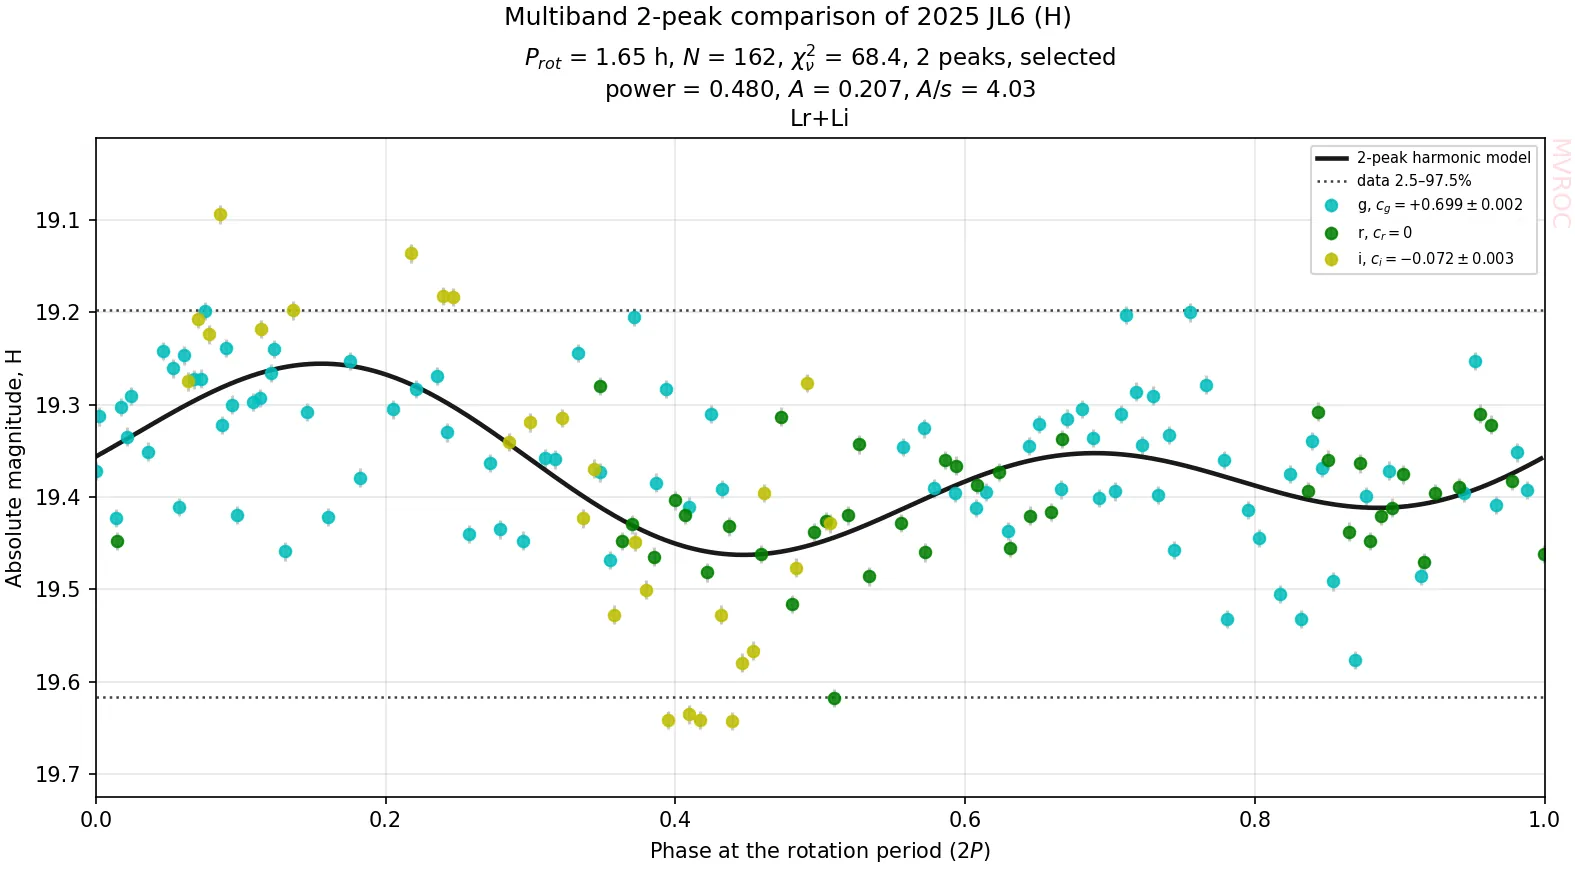 Multiband 2-peak comparison of 2025 JL6 (H)
P_rot = 1.65 h, N = 162, χ²_ν = 68.4, 2 peaks, selected
power = 0.480, A = 0.207, A/s = 4.03
Lr+Li
MVROC
2-peak harmonic model
data 2.5–97.5%
g, c_g = +0.699 ± 0.002
r, c_r = 0
i, c_i = −0.072 ± 0.003
Absolute magnitude, H
19.1
19.2
19.3
19.4
19.5
19.6
19.7
0.0
0.2
0.4
0.6
0.8
1.0
Phase at the rotation period (2P)